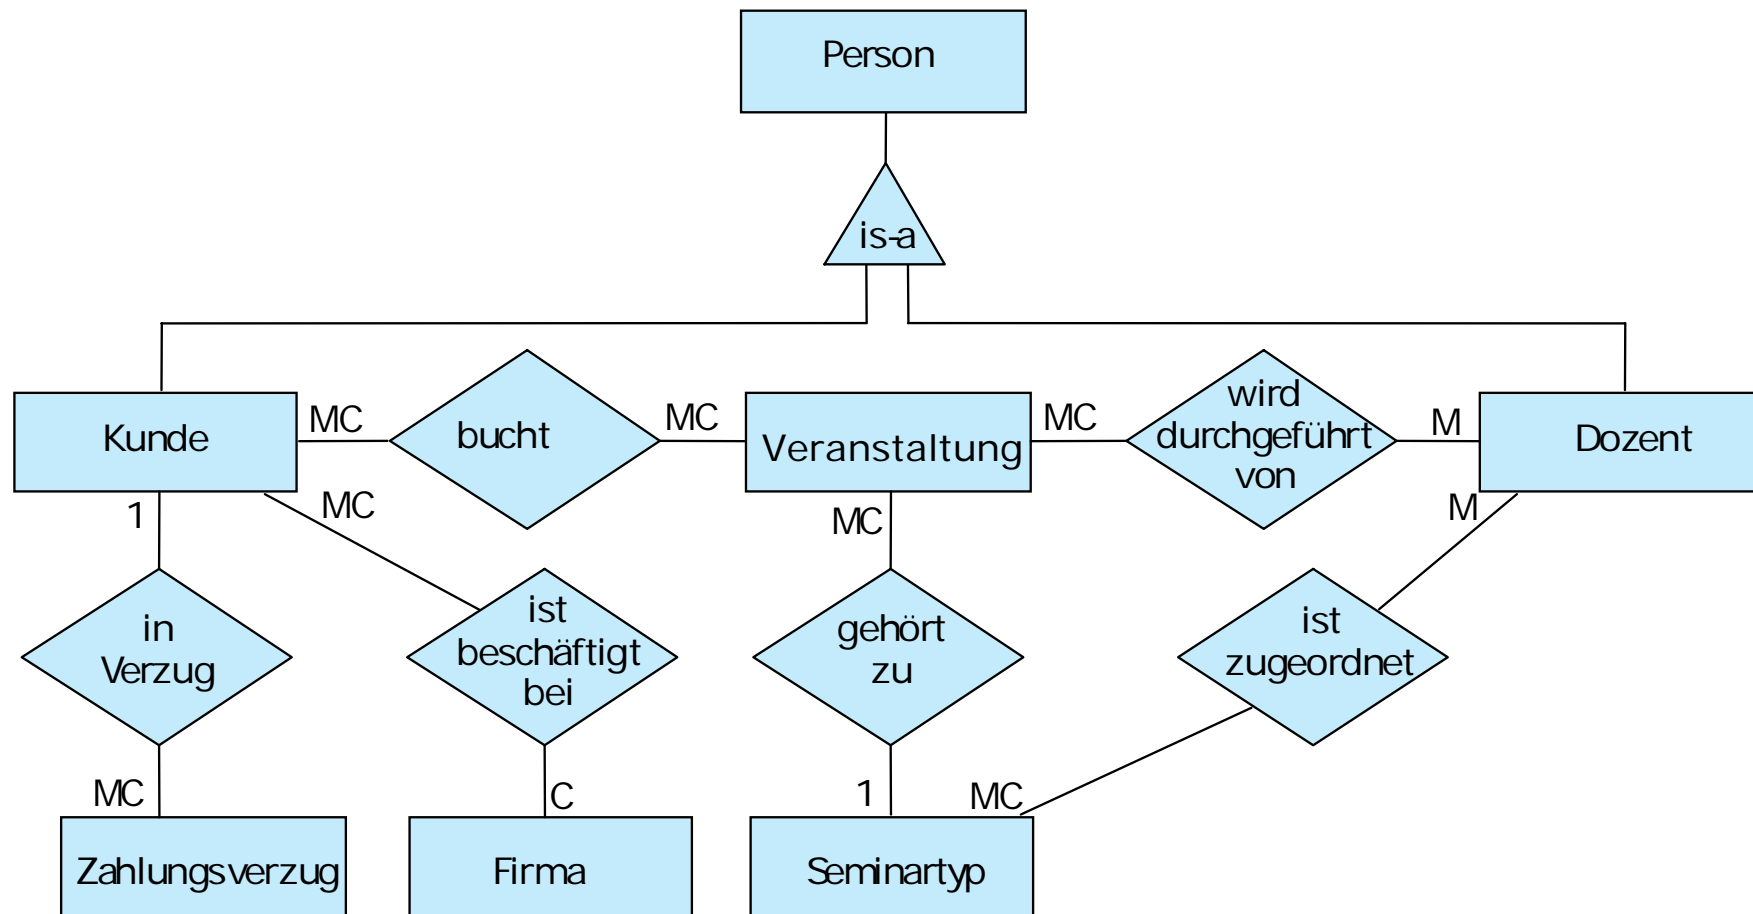 Person
is-a
Kunde
MC
bucht
MC
Veranstaltung
MC
wird
durchgeführt
von
M
Dozent
1
MC
MC
M
in
Verzug
ist
beschäftigt
bei
gehört
zu
ist
zugeordnet
MC
C
1
MC
Zahlungsverzug
Firma
Seminartyp